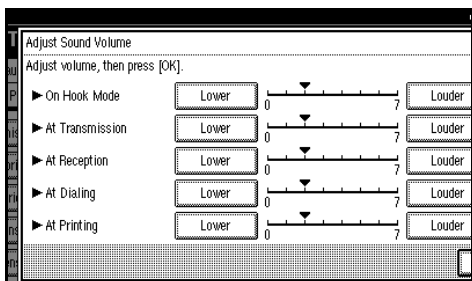 Adjust Sound Volume
Adjust volume, then press [OK].
► On Hook Mode Lower 0 7 Louder
► At Transmission Lower 0 7 Louder
► At Reception Lower 0 7 Louder
► At Dialing Lower 0 7 Louder
► At Printing Lower 0 7 Louder